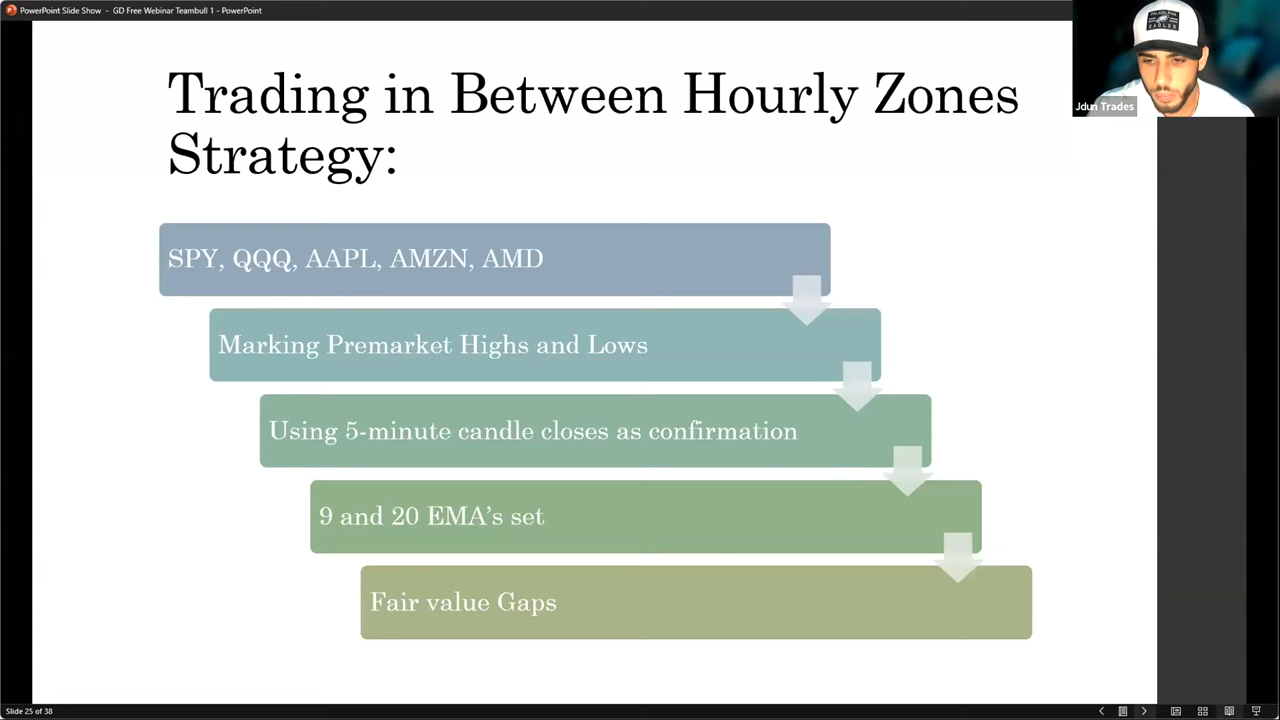 PowerPoint Slide Show - GD Free Webinar Teambull 1 - PowerPoint
PHILADELPHIA
EAGLES
Jdun Trades
Trading in Between Hourly Zones
Strategy:
SPY, QQQ, AAPL, AMZN, AMD
Marking Premarket Highs and Lows
Using 5-minute candle closes as confirmation
9 and 20 EMA's set
Fair value Gaps
Slide 25 of 38